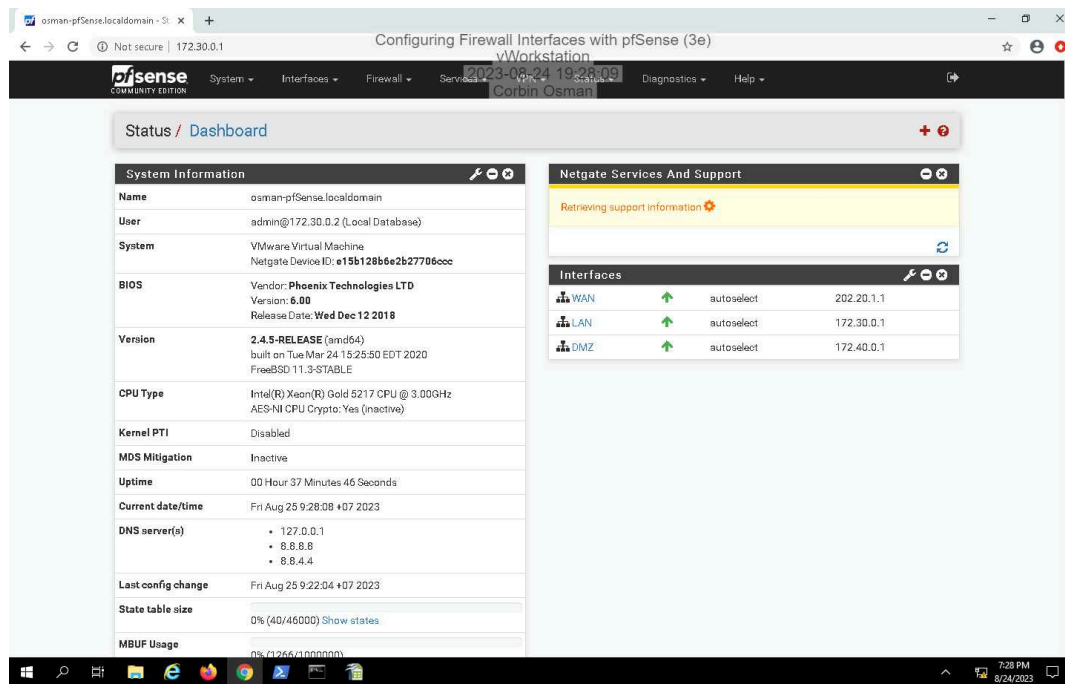 osman-pfSense.localdomain - St
Not secure | 172.30.0.1
Configuring Firewall Interfaces with pfSense (3e)
vWorkstation
2023-08-24 19:28:09
Corbin Osman
pfsense
COMMUNITY EDITION
System Interfaces Firewall Services VPN Status Diagnostics Help
Status / Dashboard
System Information
Name osman-pfSense.localdomain
User admin@172.30.0.2 (Local Database)
System VMware Virtual Machine
Netgate Device ID: e15b128b6e2b27706ccc
BIOS Vendor: Phoenix Technologies LTD
Version: 6.00
Release Date: Wed Dec 12 2018
Version 2.4.5-RELEASE (amd64)
built on Tue Mar 24 15:25:50 EDT 2020
FreeBSD 11.3-STABLE
CPU Type Intel(R) Xeon(R) Gold 5217 CPU @ 3.00GHz
AES-NI CPU Crypto: Yes (inactive)
Kernel PTI Disabled
MDS Mitigation Inactive
Uptime 00 Hour 37 Minutes 46 Seconds
Current date/time Fri Aug 25 9:28:08 +07 2023
DNS server(s) 127.0.0.1
8.8.8.8
8.8.4.4
Last config change Fri Aug 25 9:22:04 +07 2023
State table size
0% (40/46000) Show states
MBUF Usage
0% (1266/1000000)
Netgate Services And Support
Retrieving support information
Interfaces
WAN autoselect 202.20.1.1
LAN autoselect 172.30.0.1
DMZ autoselect 172.40.0.1
7:28 PM
8/24/2023